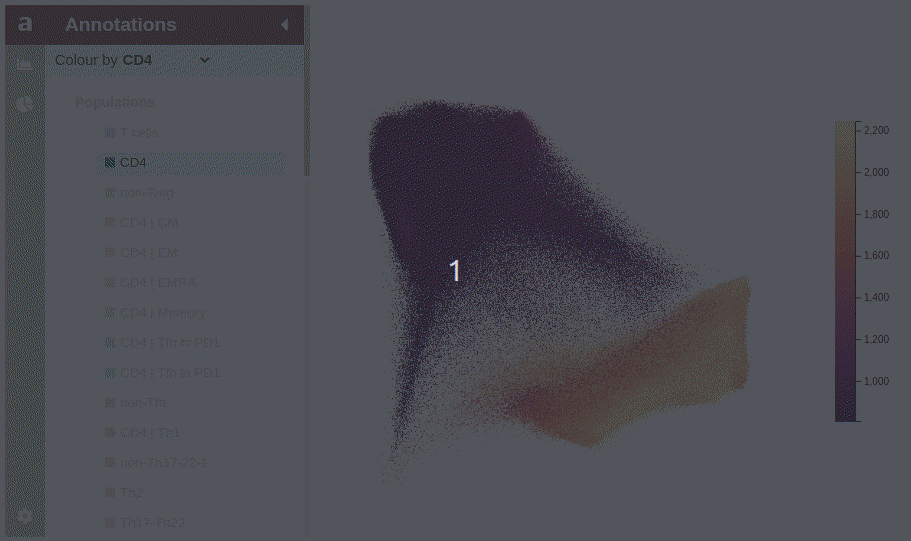 a Annotations
Colour by CD4
Populations
T cells
CD4
non-Treg
CD4 | CM
CD4 | EM
CD4 | EMRA
CD4 | Memory
CD4 | Tfh hi PD1
CD4 | Tfh lo PD1
non-Tfh
CD4 | Th1
non-Th17-22-1
Th2
Th17-Th22
1
2,200
2,000
1,800
1,600
1,400
1,200
1,000